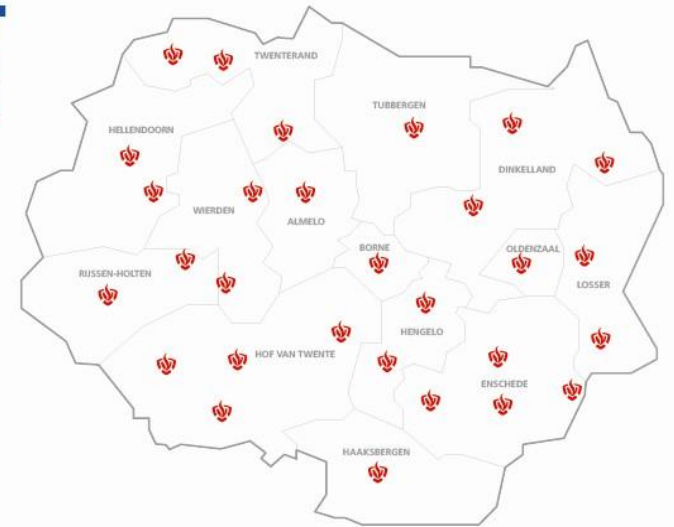 TWENTERAND
TUBBERGEN
HELLENDOORN
DINKELLAND
WIERDEN
ALMELO
BORNE
OLDENZAAL
RIJSSEN-HOLTEN
LOSSER
HENGELO
HOF VAN TWENTE
ENSCHEDE
HAAKSBERGEN